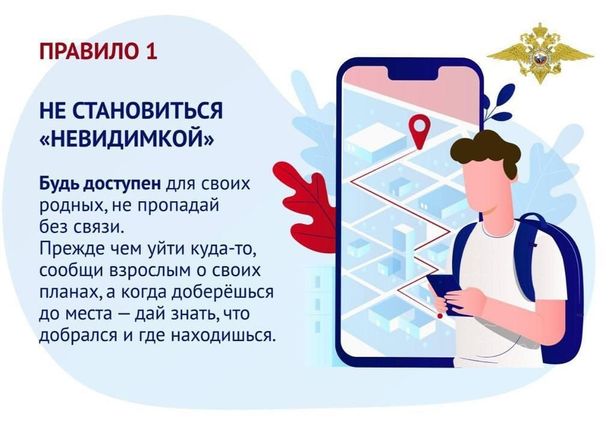 ПРАВИЛО 1
НЕ СТАНОВИТЬСЯ
«НЕВИДИМКОЙ»
Будь доступен для своих
родных, не пропадай
без связи.
Прежде чем уйти куда-то,
сообщи взрослым о своих
планах, а когда доберёшься
до места — дай знать, что
добрался и где находишься.